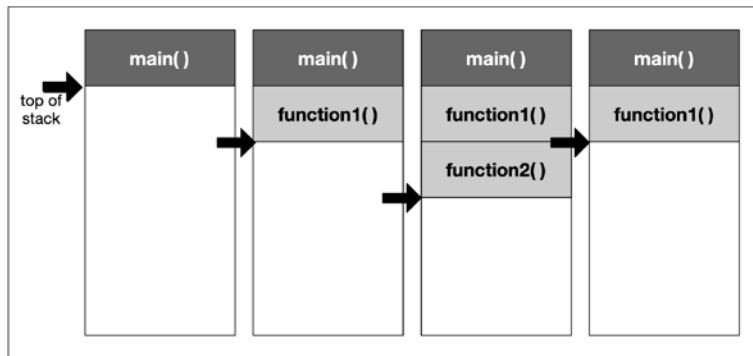 main( )
main( )
main( )
main( )
top of
stack
function1( )
function1( )
function1( )
function2( )